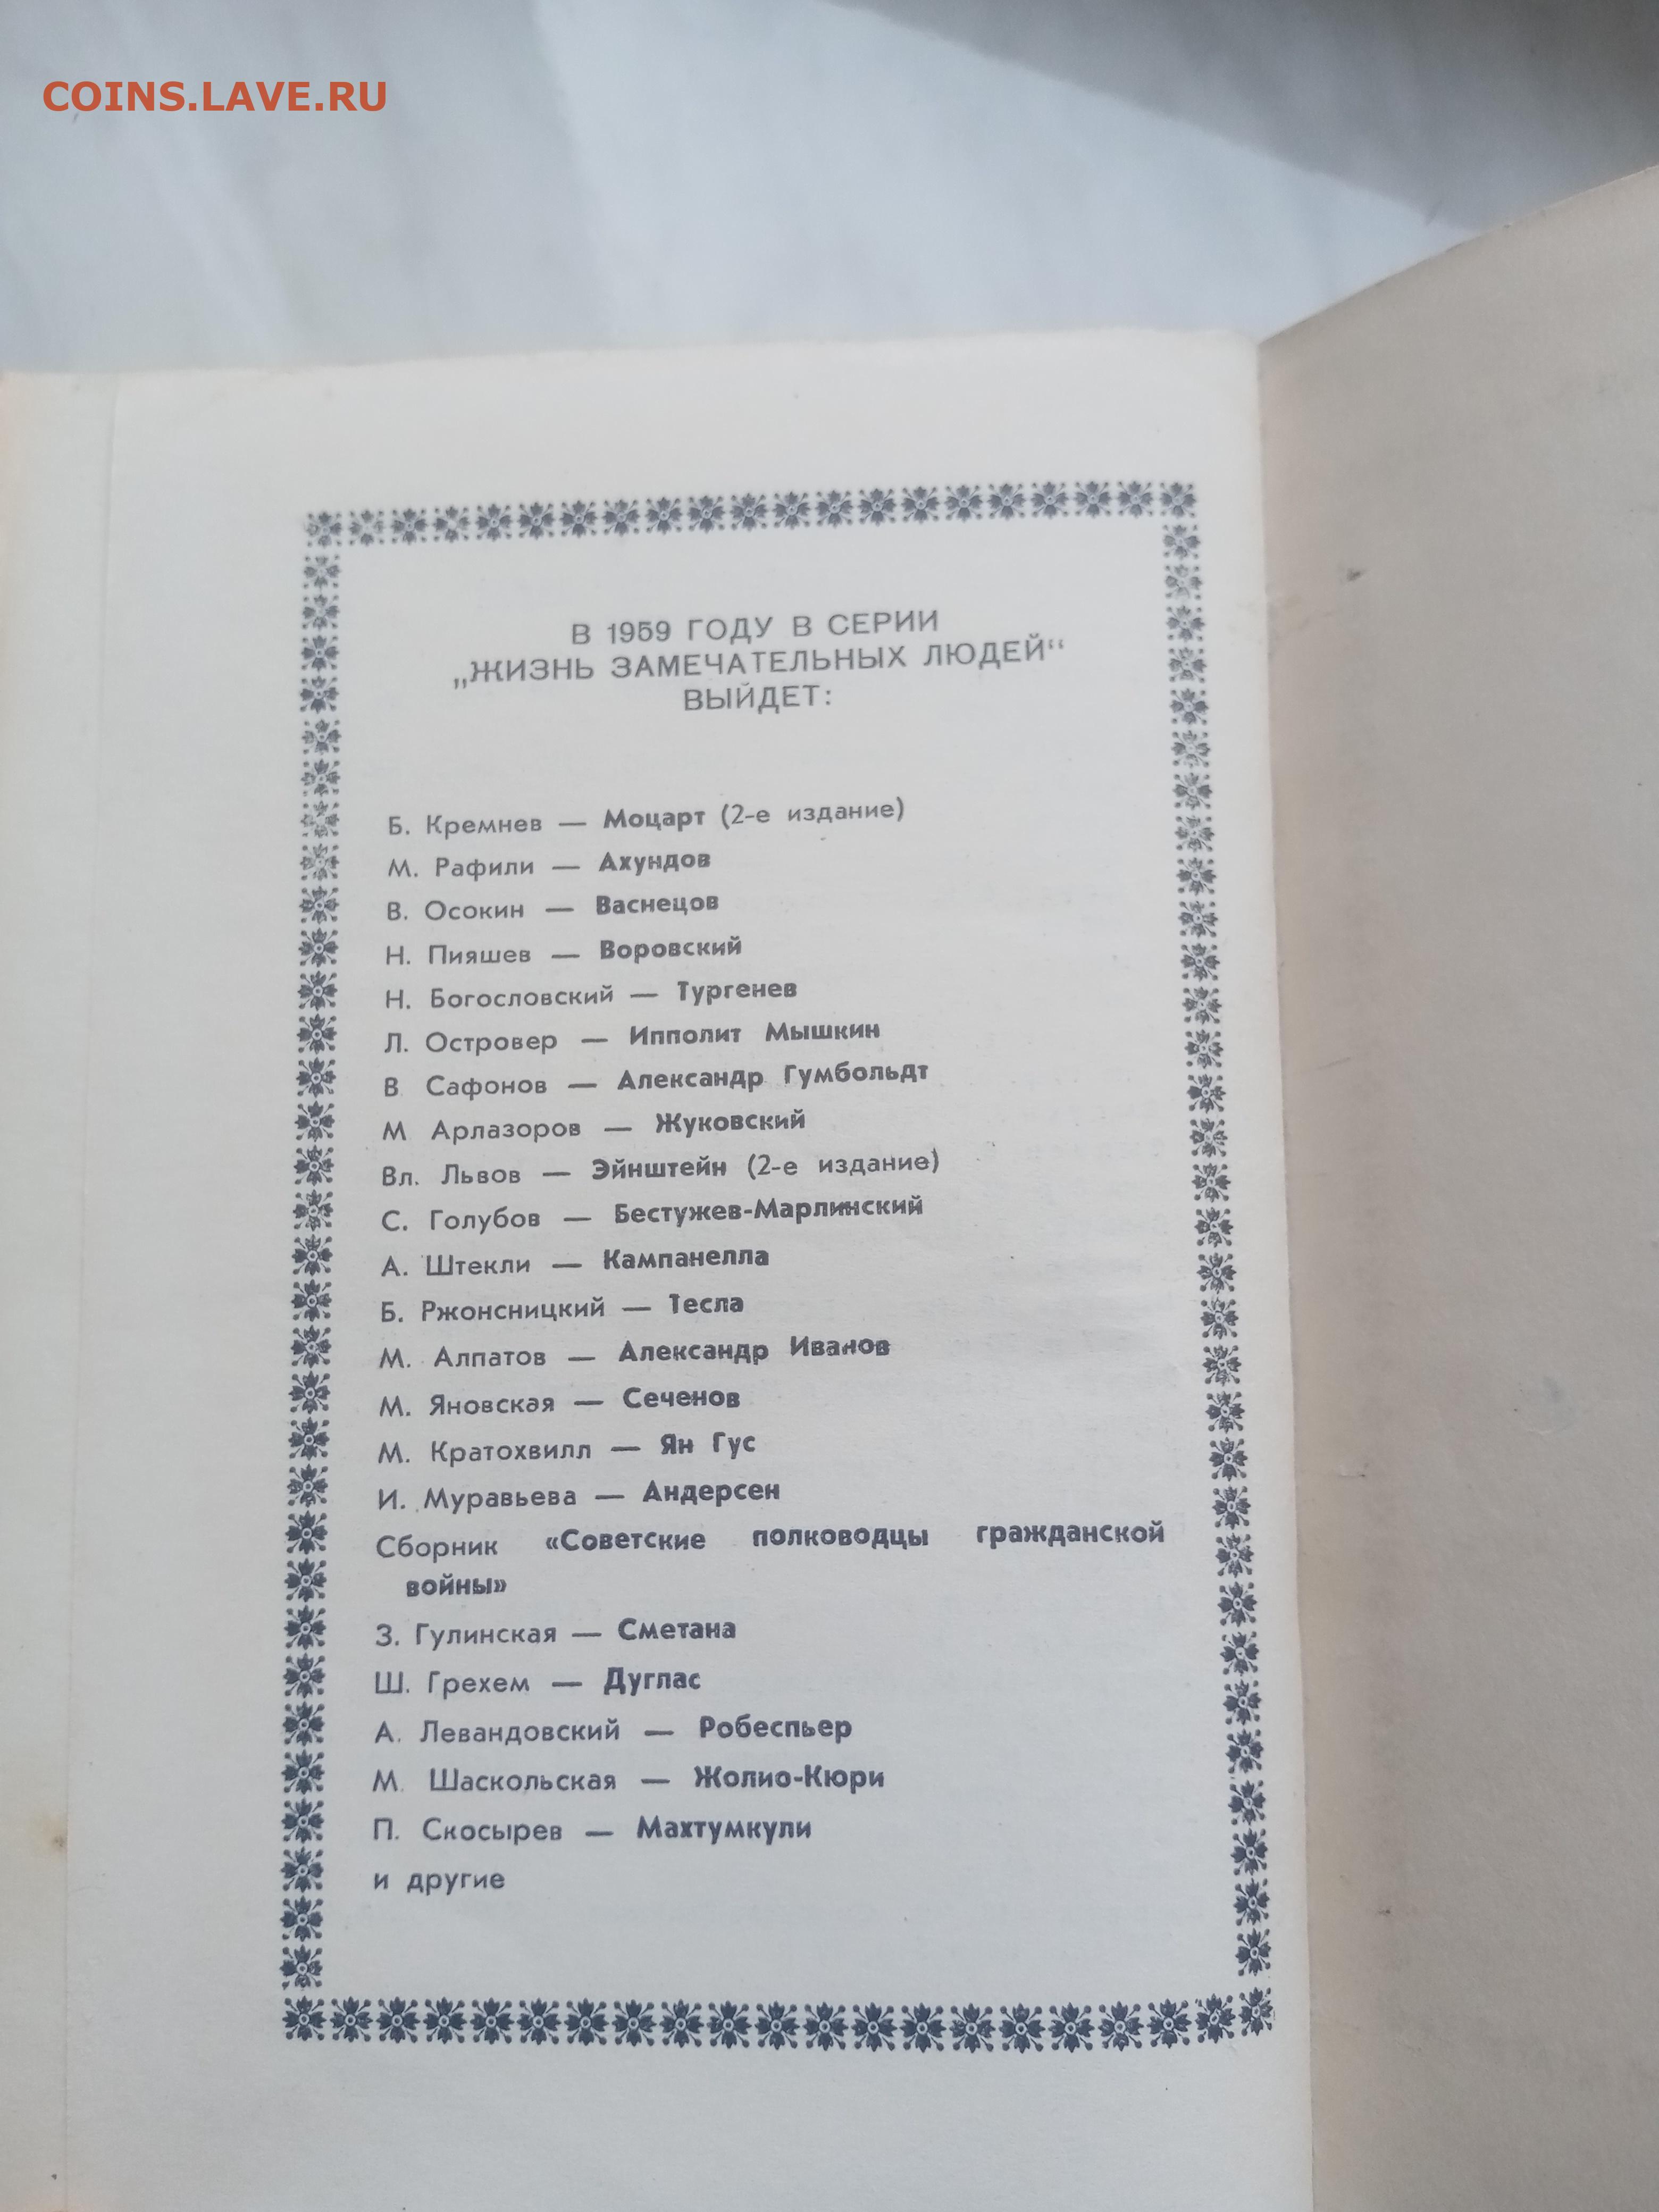 COINS.LAVE.RU
В 1959 ГОДУ В СЕРИИ
„ЖИЗНЬ ЗАМЕЧАТЕЛЬНЫХ ЛЮДЕЙ“
ВЫЙДЕТ:
Б. Кремнев — Моцарт (2-е издание)
М. Рафили — Ахундов
В. Осокин — Васнецов
Н. Пияшев — Воровский
Н. Богословский — Тургенев
Л. Островер — Ипполит Мышкин
В Сафонов — Александр Гумбольдт
М Арлазоров — Жуковский
Вл. Львов — Эйнштейн (2-е издание)
С. Голубов — Бестужев-Марлинский
А. Штекли — Кампанелла
Б. Ржонсницкий — Тесла
М. Алпатов — Александр Иванов
М. Яновская — Сеченов
М. Кратохвилл — Ян Гус
И. Муравьева — Андерсен
Сборник «Советские полководцы гражданской
войны»
З. Гулинская — Сметана
Ш. Грехем — Дуглас
А. Левандовский — Робеспьер
М. Шаскольская — Жолио-Кюри
П. Скосырев — Махтумкули
и другие